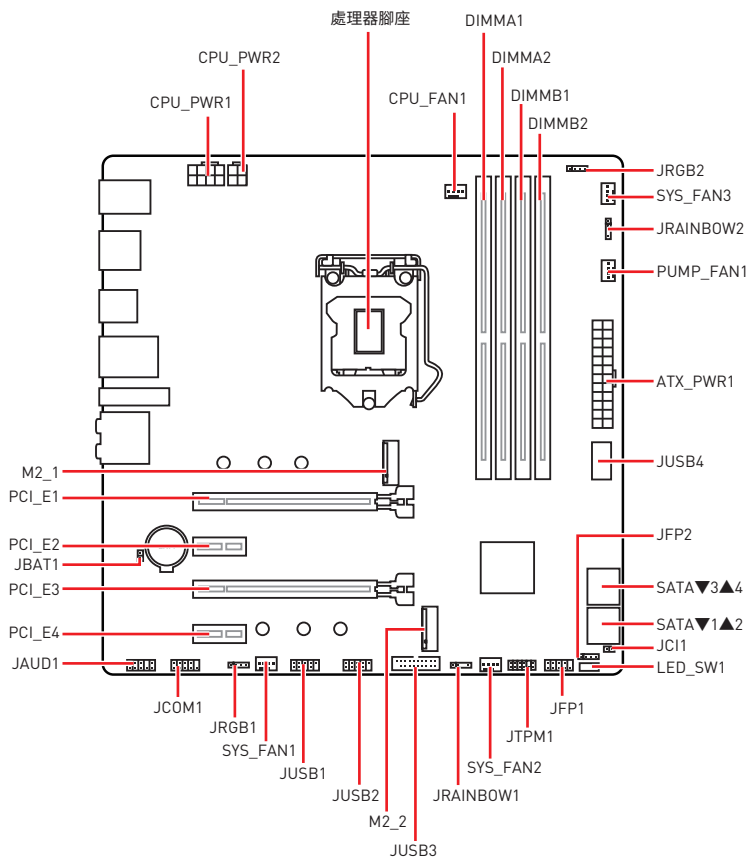 處理器腳座
DIMMA1
CPU_PWR2
DIMMA2
CPU_PWR1
CPU_FAN1
DIMMB1
DIMMB2
JRGB2
SYS_FAN3
JRAINBOW2
PUMP_FAN1
ATX_PWR1
M2_1
JUSB4
PCI_E1
JFP2
PCI_E2
JBAT1
SATA▼3▲4
PCI_E3
SATA▼1▲2
PCI_E4
JCI1
JAUD1
LED_SW1
JCOM1
JFP1
JRGB1
JTPM1
SYS_FAN1
SYS_FAN2
JUSB1
JUSB2
JRAINBOW1
M2_2
JUSB3